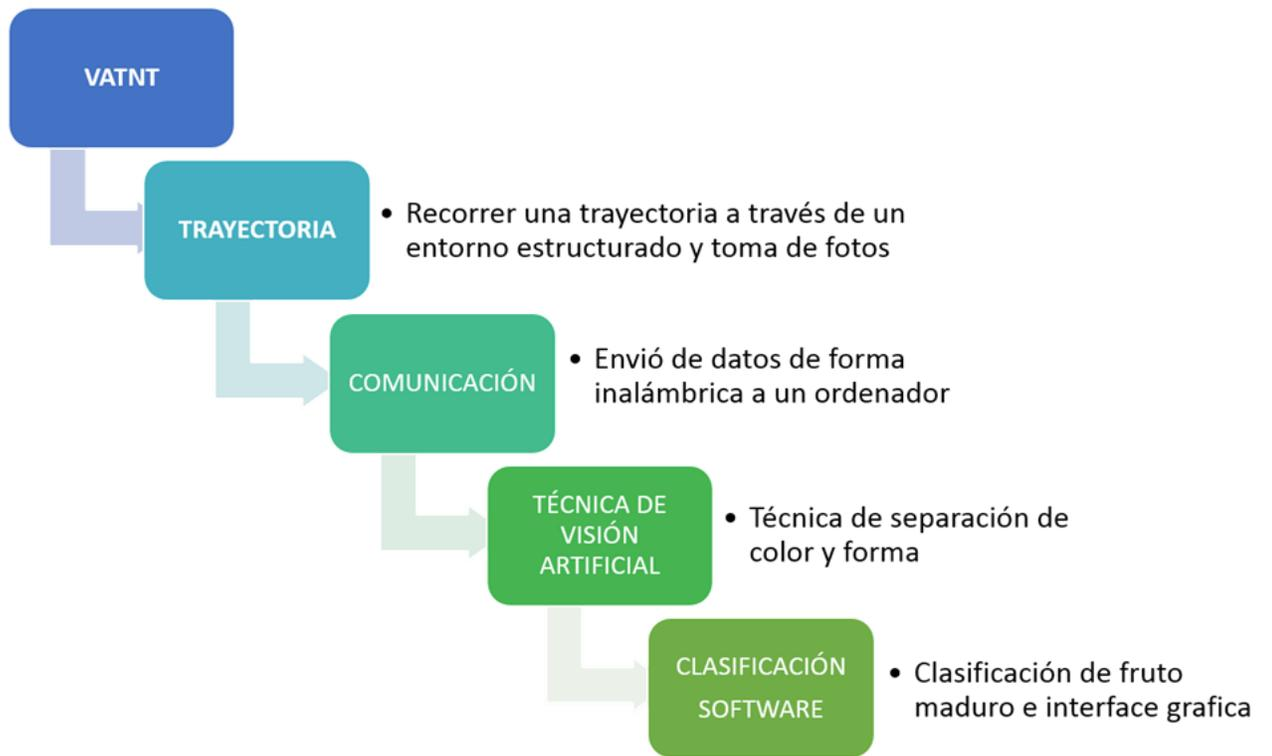 VATNT
TRAYECTORIA
• Recorrer una trayectoria a través de un
entorno estructurado y toma de fotos
COMUNICACIÓN
• Envió de datos de forma
inalámbrica a un ordenador
TÉCNICA DE
VISIÓN
ARTIFICIAL
• Técnica de separación de
color y forma
CLASIFICACIÓN
SOFTWARE
• Clasificación de fruto
maduro e interface grafica